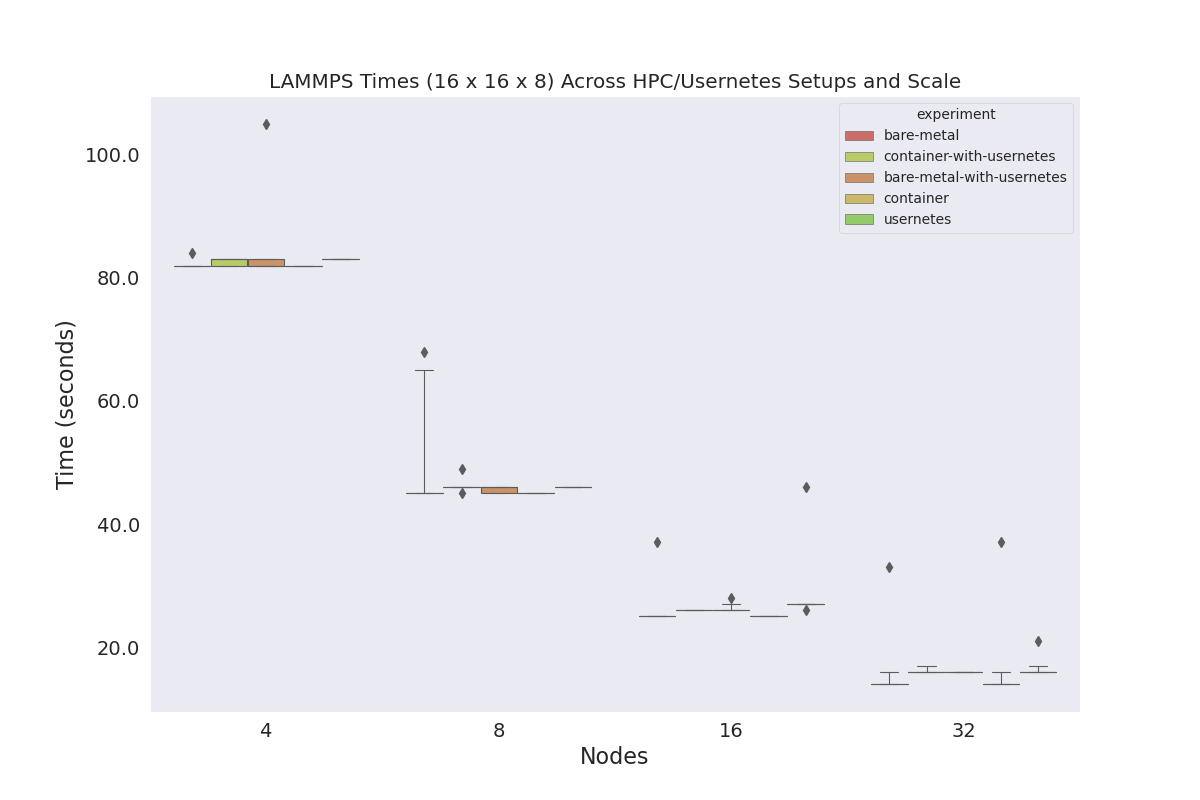 LAMMPS Times (16 x 16 x 8) Across HPC/Usernetes Setups and Scale
experiment
bare-metal
container-with-usernetes
bare-metal-with-usernetes
container
usernetes
Time (seconds)
100.0
80.0
60.0
40.0
20.0
4 8 16 32
Nodes